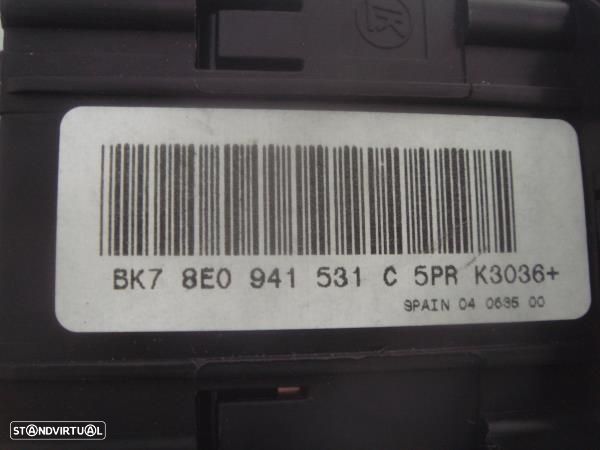 BK7 8E0 941 531 C 5PR K3036+
SPAIN 04 0635 00
STANDVIRTUAL